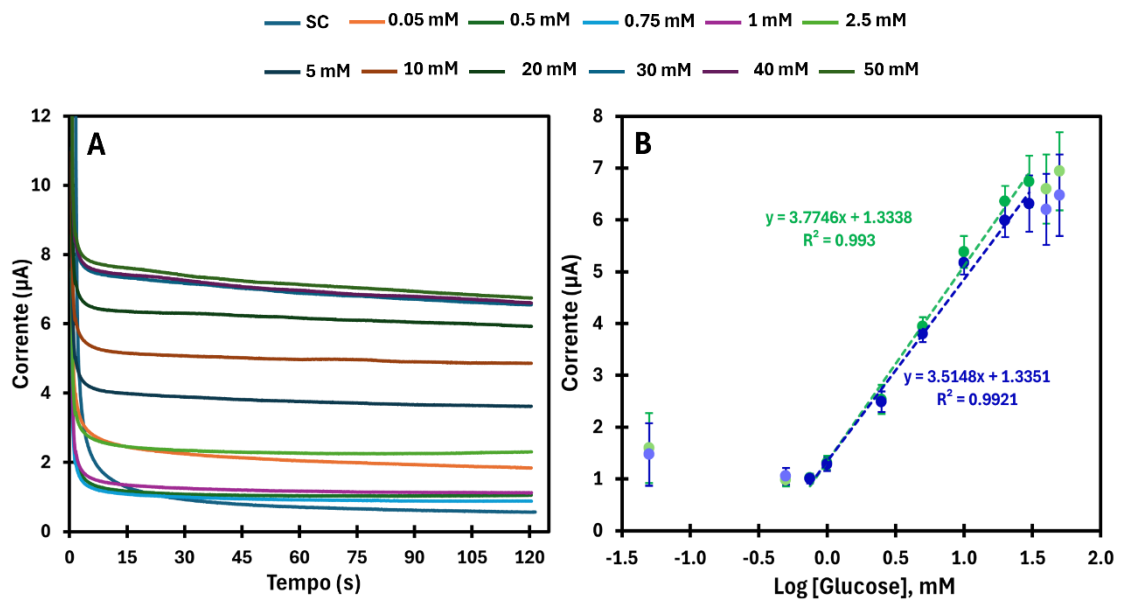 SC 0.05 mM 0.5 mM 0.75 mM 1 mM 2.5 mM
5 mM 10 mM 20 mM 30 mM 40 mM 50 mM
A
12
10
8
6
4
2
0
Corrente (µA)
0 15 30 45 60 75 90 105 120
Tempo (s)
B
8
7
6
5
4
3
2
1
0
Corrente (µA)
y = 3.7746x + 1.3338
R² = 0.993
y = 3.5148x + 1.3351
R² = 0.9921
-1.5 -1.0 -0.5 0.0 0.5 1.0 1.5 2.0
Log [Glucose], mM